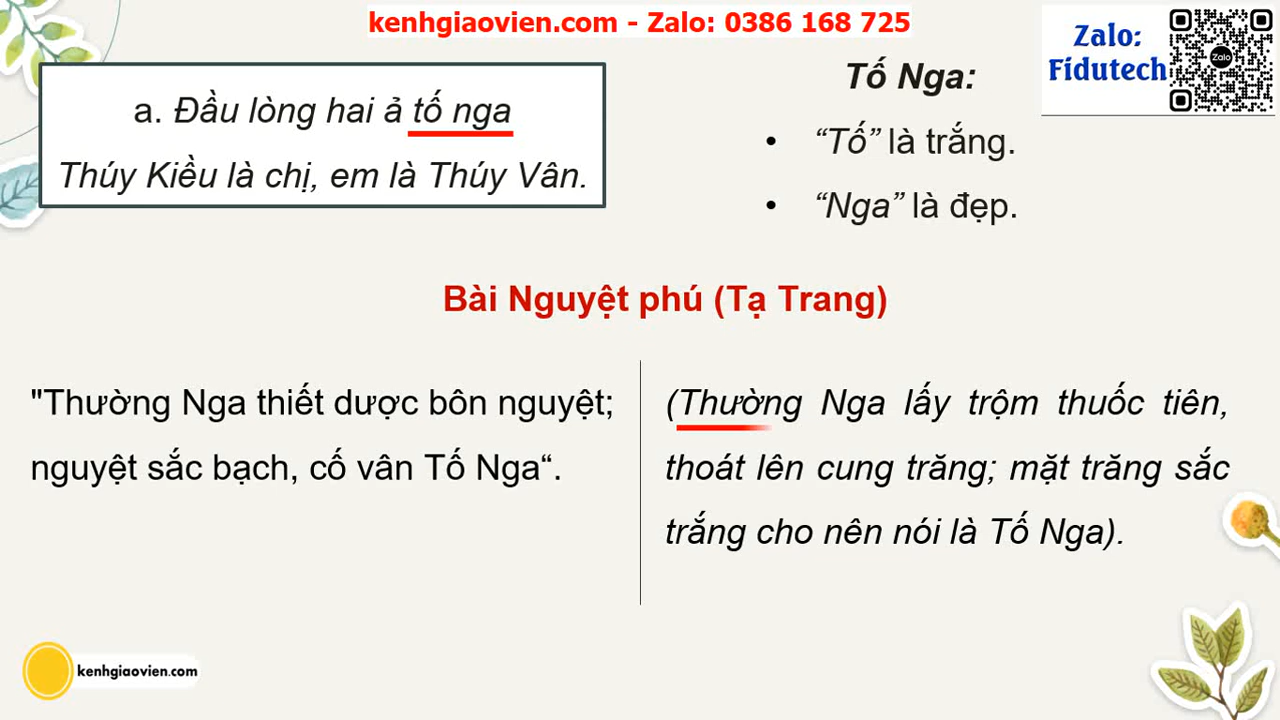 kenhgiaovien.com - Zalo: 0386 168 725
Zalo:
Fidutech
Zalo
a. Đầu lòng hai ả tố nga
Thúy Kiều là chị, em là Thúy Vân.
Tố Nga:
• “Tố” là trắng.
• “Nga” là đẹp.
Bài Nguyệt phú (Tạ Trang)
"Thường Nga thiết dược bôn nguyệt;
nguyệt sắc bạch, cố vân Tố Nga“.
(Thường Nga lấy trộm thuốc tiên,
thoát lên cung trăng; mặt trăng sắc
trắng cho nên nói là Tố Nga).
kenhgiaovien.com